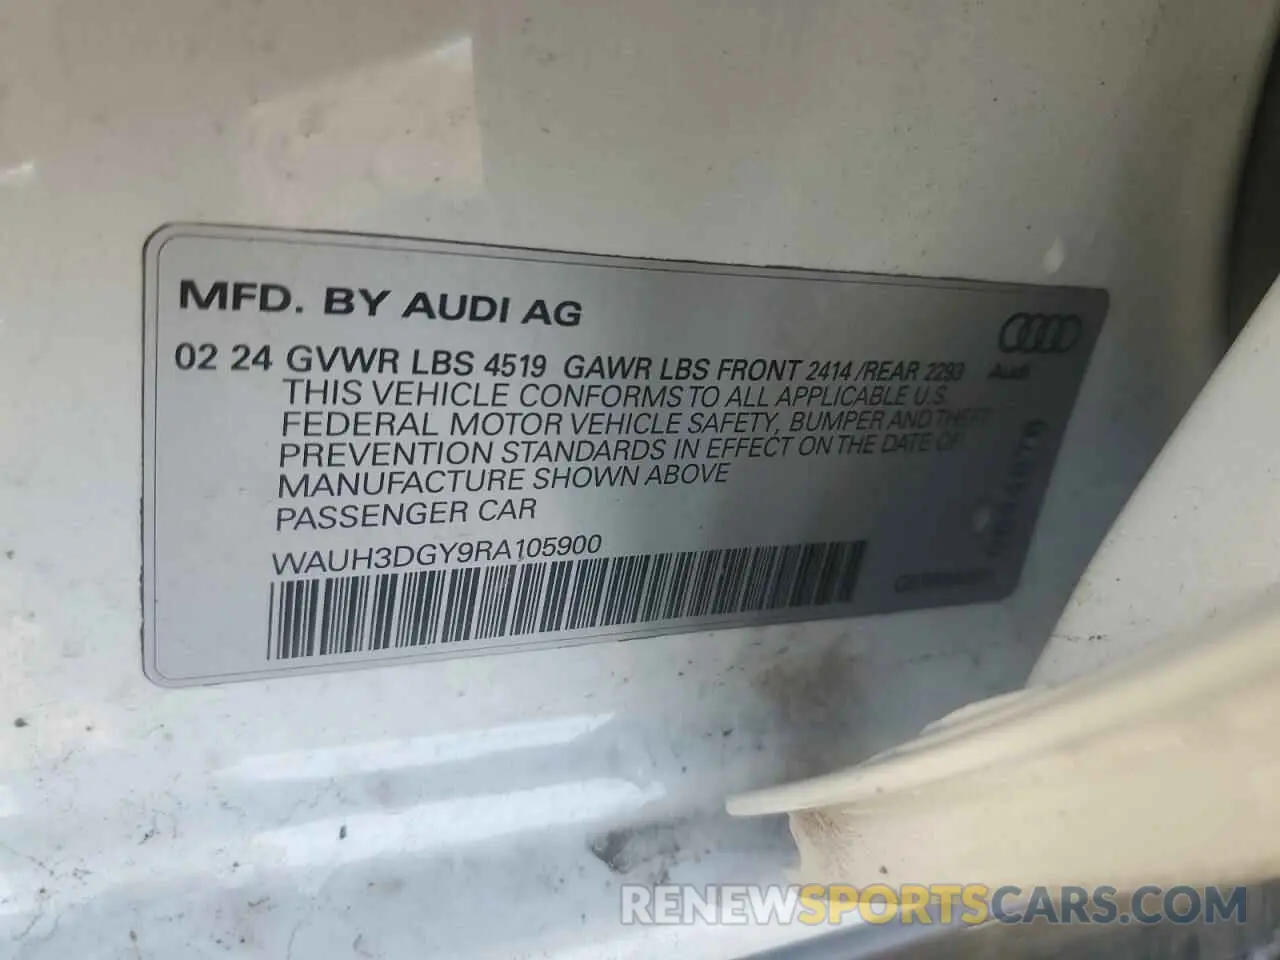 MFD. BY AUDI AG
02 24 GVWR LBS 4519 GAWR LBS FRONT 2414 /REAR 2293
Audi
THIS VEHICLE CONFORMS TO ALL APPLICABLE U.S.
FEDERAL MOTOR VEHICLE SAFETY, BUMPER AND THEFT
PREVENTION STANDARDS IN EFFECT ON THE DATE OF
MANUFACTURE SHOWN ABOVE
PASSENGER CAR
WAUH3DGY9RA105900
RENEWSPORTSCARS.COM